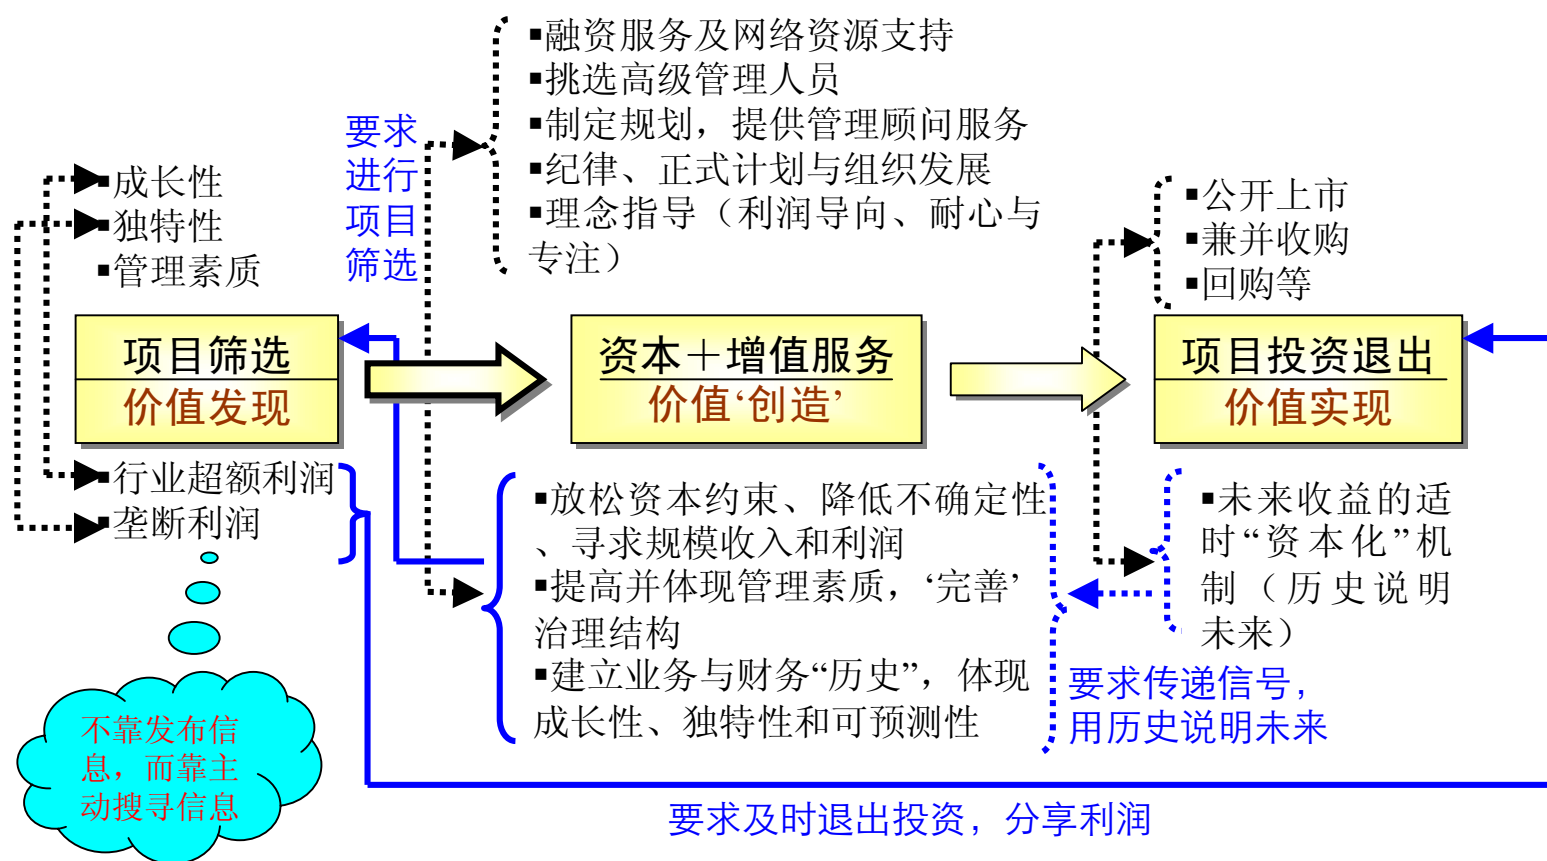 ▪融资服务及网络资源支持
▪挑选高级管理人员
▪制定规划，提供管理顾问服务
▪纪律、正式计划与组织发展
▪理念指导（利润导向、耐心与
专注）
要求
进行
项目
筛选
▪成长性
▪独特性
▪管理素质
▪公开上市
▪兼并收购
▪回购等
项目筛选
价值发现
资本＋增值服务
价值‘创造’
项目投资退出
价值实现
▪行业超额利润
▪垄断利润
▪放松资本约束、降低不确定性
、寻求规模收入和利润
▪提高并体现管理素质，‘完善’
治理结构
▪建立业务与财务“历史”，体现
成长性、独特性和可预测性
▪未来收益的适
时“资本化”机
制（历史说明
未来）
要求传递信号，
用历史说明未来
不靠发布信
息，而靠主
动搜寻信息
要求及时退出投资，分享利润